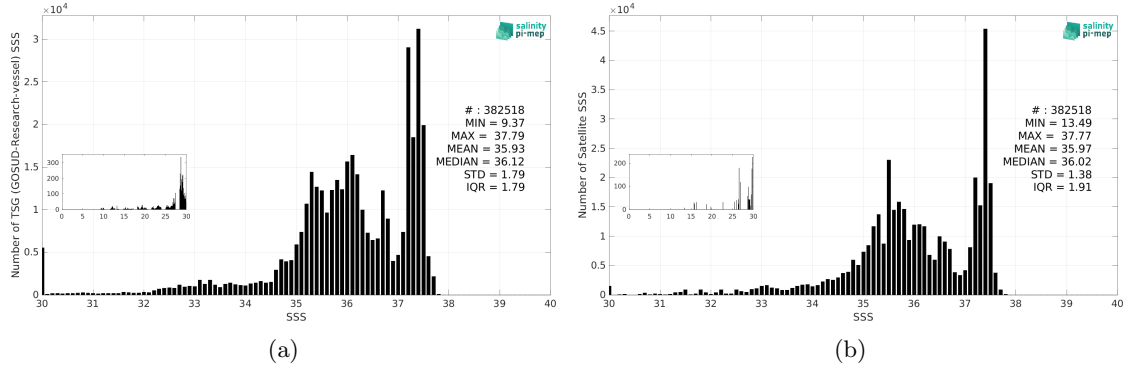 ×10⁴
salinity
pi-mep
Number of TSG (GOSUD-Research-vessel) SSS
3
2.5
2
1.5
1
0.5
0
# : 382518
MIN = 9.37
MAX = 37.79
MEAN = 35.93
MEDIAN = 36.12
STD = 1.79
IQR = 1.79
300
200
100
0
0 5 10 15 20 25 30
30 31 32 33 34 35 36 37 38 39 40
SSS
(a)
×10⁴
salinity
pi-mep
Number of Satellite SSS
4.5
4
3.5
3
2.5
2
1.5
1
0.5
0
# : 382518
MIN = 13.49
MAX = 37.77
MEAN = 35.97
MEDIAN = 36.02
STD = 1.38
IQR = 1.91
200
100
0
0 5 10 15 20 25 30
30 31 32 33 34 35 36 37 38 39 40
SSS
(b)